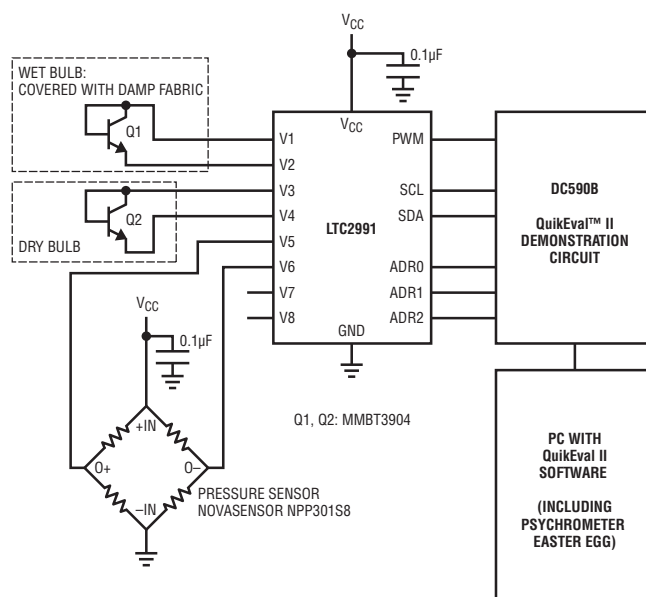 VCC
0.1µF
WET BULB:
COVERED WITH DAMP FABRIC
Q1
VCC
V1
V2
V3
V4
V5
V6
V7
V8
LTC2991
GND
PWM
SCL
SDA
ADR0
ADR1
ADR2
Q2
DRY BULB
DC590B
QuikEval™ II
DEMONSTRATION
CIRCUIT
VCC
0.1µF
+IN
O+
O–
–IN
PRESSURE SENSOR
NOVASENSOR NPP301S8
Q1, Q2: MMBT3904
PC WITH
QuikEval II
SOFTWARE
(INCLUDING
PSYCHROMETER
EASTER EGG)